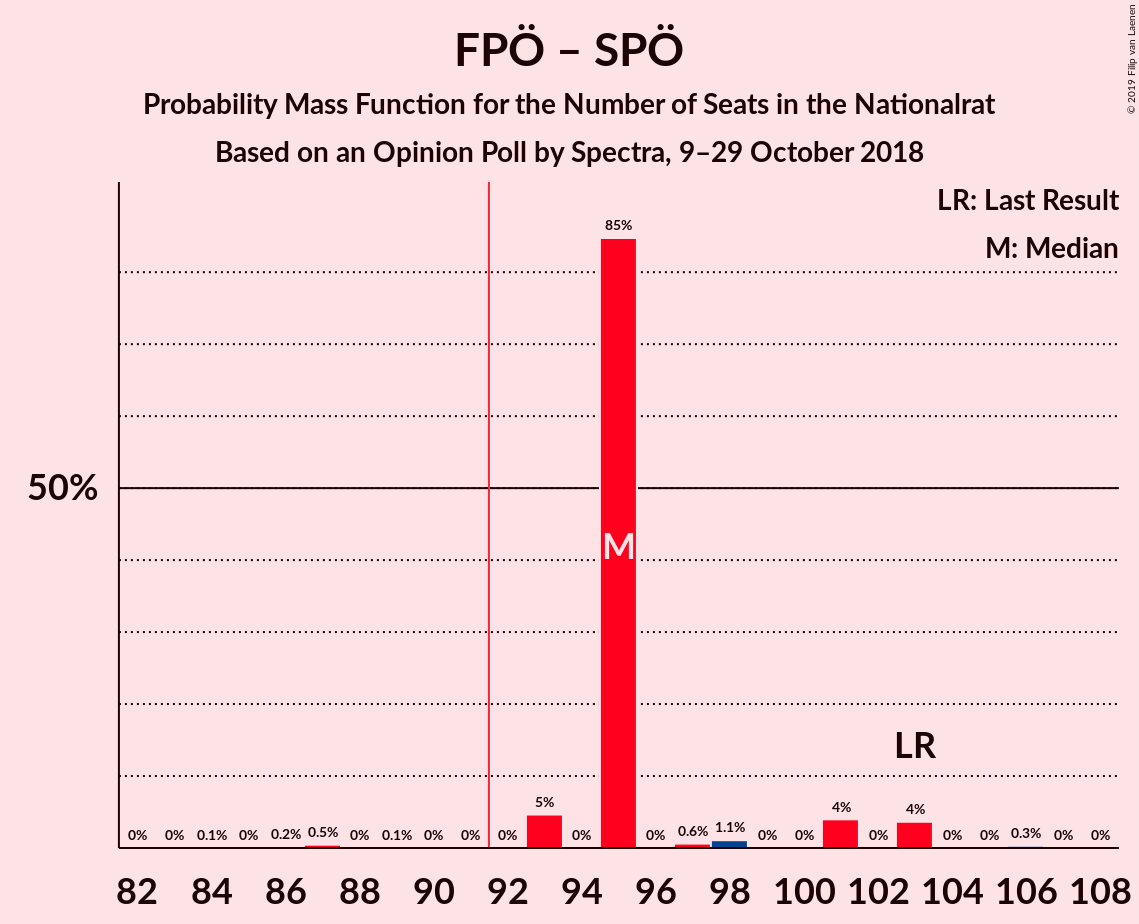 FPÖ – SPÖ
Probability Mass Function for the Number of Seats in the Nationalrat
Based on an Opinion Poll by Spectra, 9–29 October 2018
© 2019 Filip van Laenen
LR: Last Result
M: Median
85%
50%
M
LR
0% 0% 0.1% 0% 0.2% 0.5% 0% 0.1% 0% 0% 0% 5% 0% 0% 0.6% 1.1% 0% 0% 4% 0% 4% 0% 0% 0.3% 0% 0%
82 84 86 88 90 92 94 96 98 100 102 104 106 108